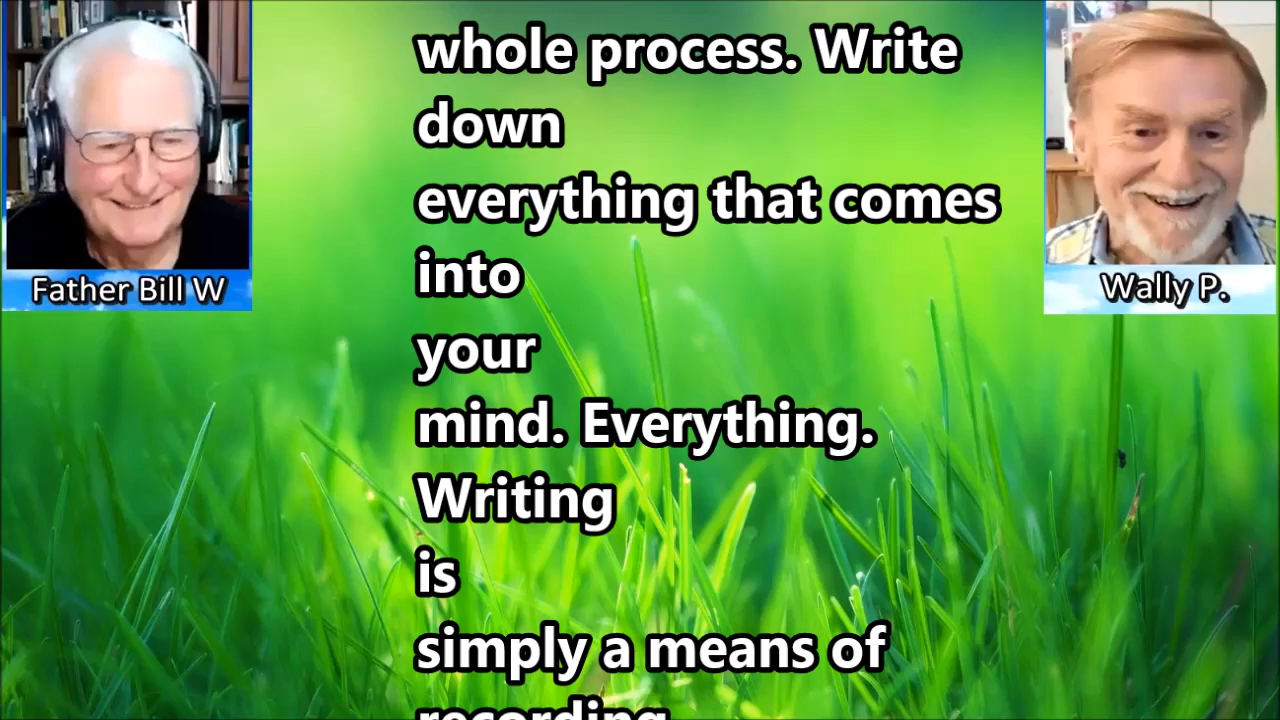 whole process. Write
down
everything that comes
into
your
mind. Everything.
Writing
is
simply a means of
recording
Father Bill W
Wally P.